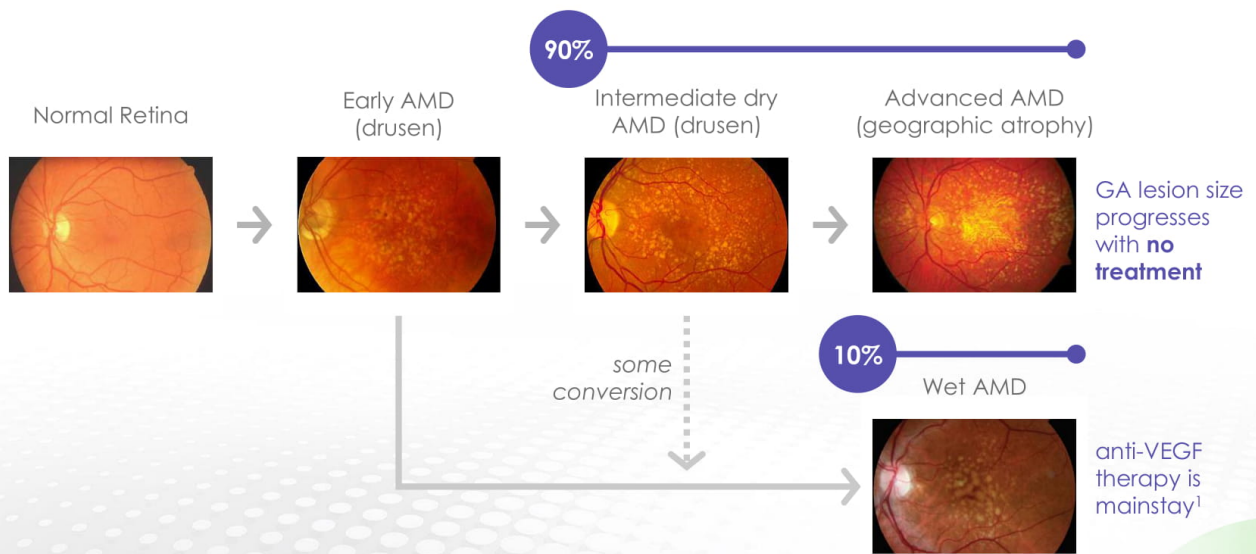 90%
Normal Retina
Early AMD
(drusen)
Intermediate dry
AMD (drusen)
Advanced AMD
(geographic atrophy)
GA lesion size
progresses
with no
treatment
some
conversion
10%
Wet AMD
anti-VEGF
therapy is
mainstay1